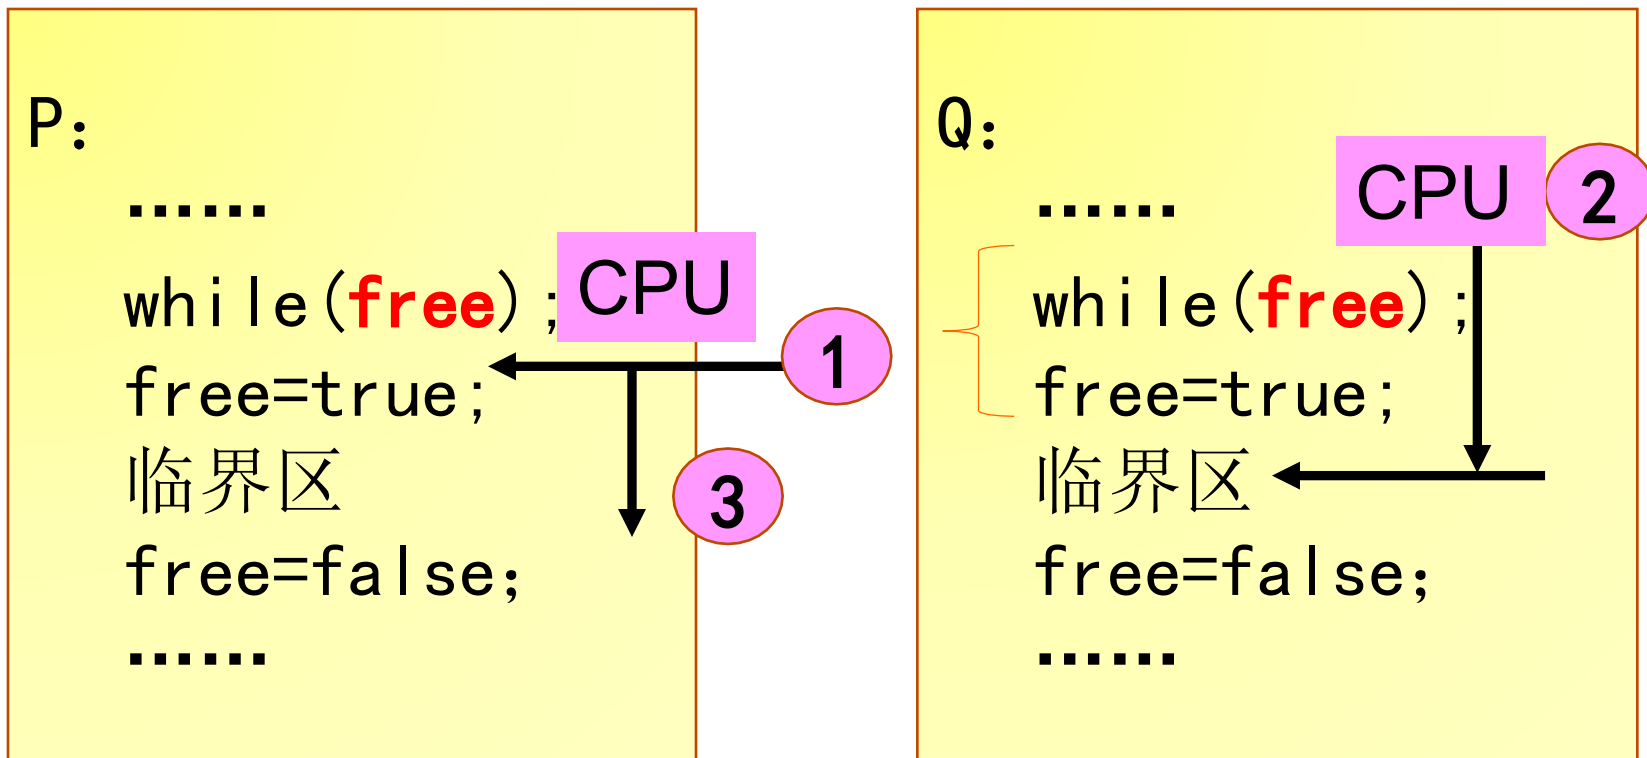 P：
……
while(free);
free=true;
临界区
free=false;
……
CPU
1
3
Q：
……
while(free);
free=true;
临界区
free=false;
……
CPU
2